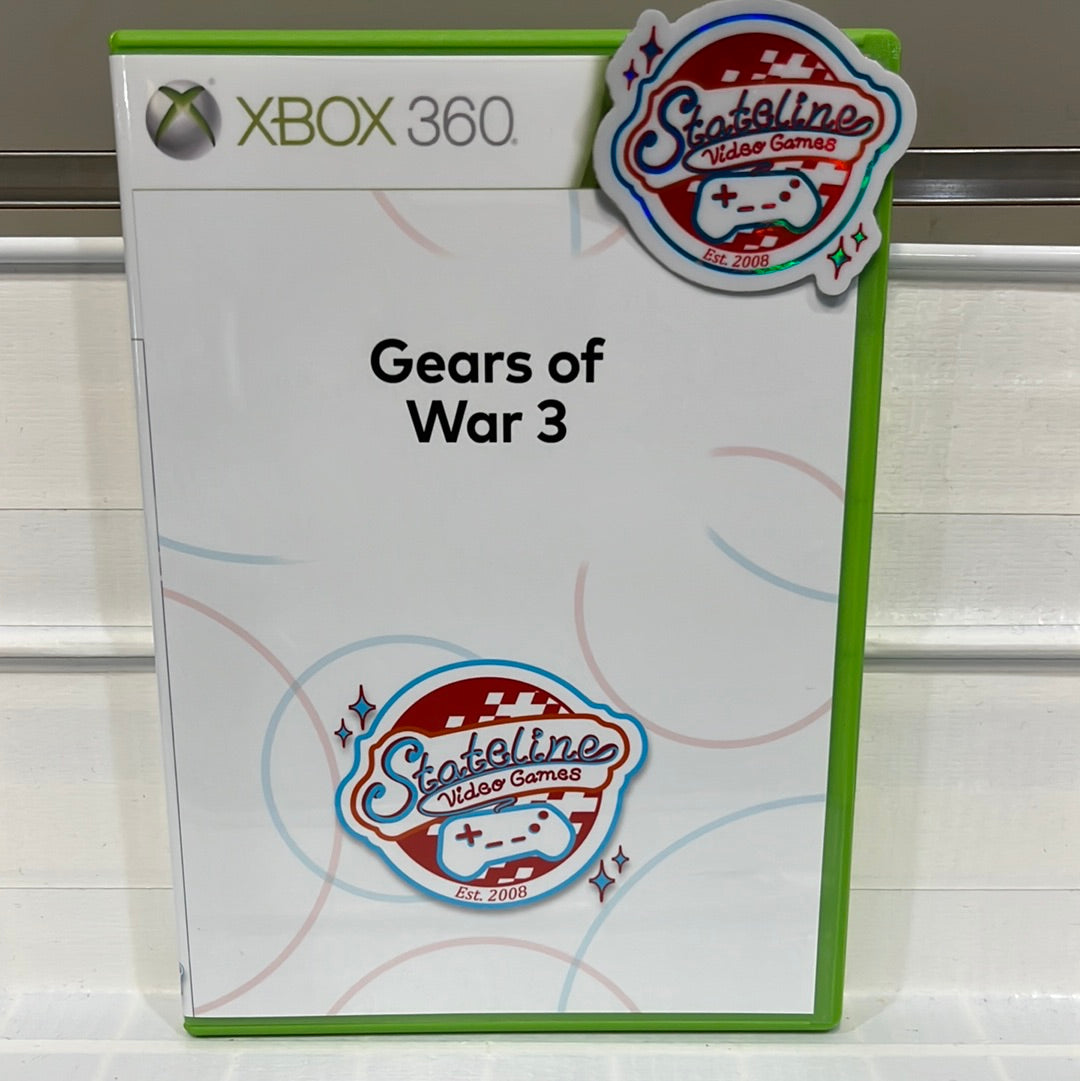 XBOX 360
Stateline
Video Games
Est. 2008
Gears of
War 3
Stateline
Video Games
Est. 2008